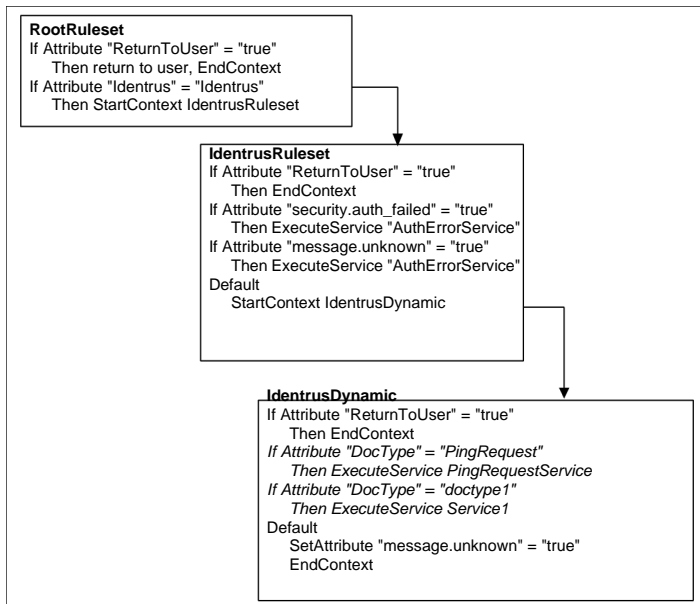 RootRuleset
If Attribute "ReturnToUser" = "true"
Then return to user, EndContext
If Attribute "Identrus" = "Identrus"
Then StartContext IdentrusRuleset
IdentrusRuleset
If Attribute "ReturnToUser" = "true"
Then EndContext
If Attribute "security.auth_failed" = "true"
Then ExecuteService "AuthErrorService"
If Attribute "message.unknown" = "true"
Then ExecuteService "AuthErrorService"
Default
StartContext IdentrusDynamic
IdentrusDynamic
If Attribute "ReturnToUser" = "true"
Then EndContext
If Attribute "DocType" = "PingRequest"
Then ExecuteService PingRequestService
If Attribute "DocType" = "doctype1"
Then ExecuteService Service1
Default
SetAttribute "message.unknown" = "true"
EndContext